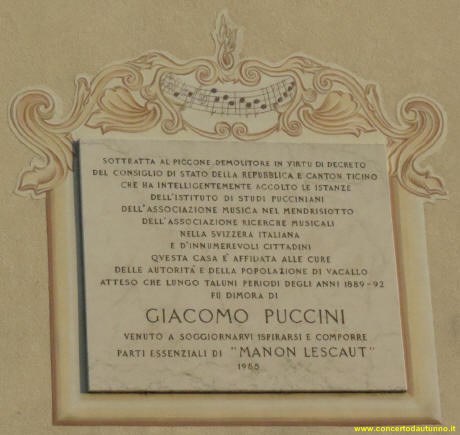 SOTTRATTA AL PICCONE DEMOLITORE IN VIRTU DI DECRETO
DEL CONSIGLIO DI STATO DELLA REPUBBLICA E CANTON TICINO
CHE HA INTELLIGENTEMENTE ACCOLTO LE ISTANZE
DELL'ISTITUTO DI STUDI PUCCINIANI
DELL'ASSOCIAZIONE MUSICA NEL MENDRISIOTTO
DELL'ASSOCIAZIONE RICERCHE MUSICALI
NELLA SVIZZERA ITALIANA
E D'INNUMEREVOLI CITTADINI
QUESTA CASA E' AFFIDATA ALLE CURE
DELLE AUTORITA' E DELLA POPOLAZIONE DI VACALLO
ATTESO CHE LUNGO TALUNI PERIODI DEGLI ANNI 1889-92
FU DIMORA DI
GIACOMO PUCCINI
VENUTO A SOGGIORNARVI ISPIRARSI E COMPORRE
PARTI ESSENZIALI DI "MANON LESCAUT"
1985
www.concertodautunno.it